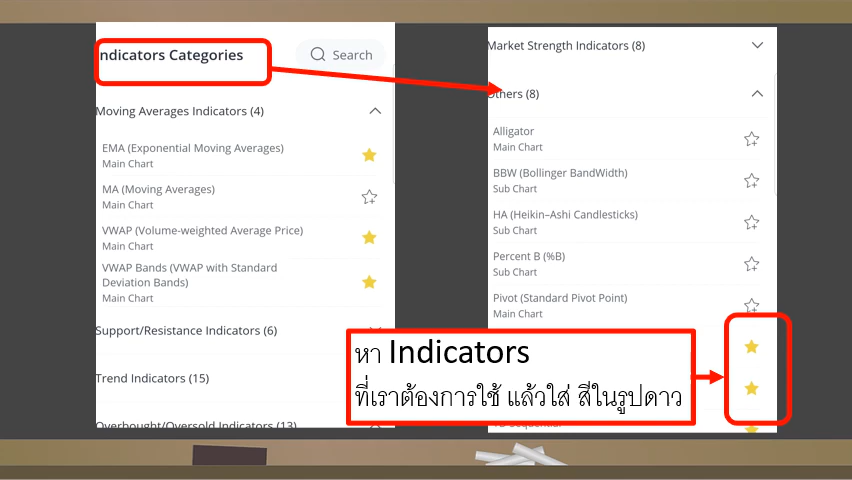 Indicators Categories
Search
Moving Averages Indicators (4)
EMA (Exponential Moving Averages)
Main Chart
MA (Moving Averages)
Main Chart
VWAP (Volume-weighted Average Price)
Main Chart
VWAP Bands (VWAP with Standard
Deviation Bands)
Main Chart
Support/Resistance Indicators (6)
Trend Indicators (15)
Overbought/Oversold Indicators (13)
Market Strength Indicators (8)
Others (8)
Alligator
Main Chart
BBW (Bollinger BandWidth)
Sub Chart
HA (Heikin–Ashi Candlesticks)
Sub Chart
Percent B (%B)
Sub Chart
Pivot (Standard Pivot Point)
Main Chart
หา Indicators
ที่เราต้องการใช้ แล้วใส่ สีในรูปดาว